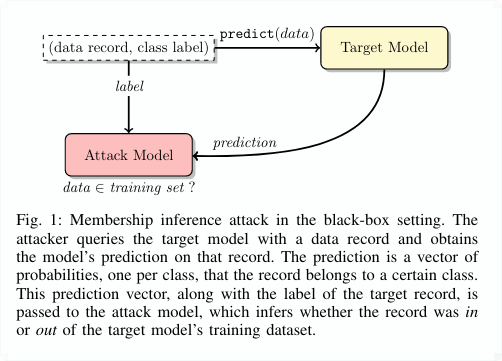 predict(data)
(data record, class label)
Target Model
label
prediction
Attack Model
data ∈ training set ?
Fig. 1: Membership inference attack in the black-box setting. The
attacker queries the target model with a data record and obtains
the model's prediction on that record. The prediction is a vector of
probabilities, one per class, that the record belongs to a certain class.
This prediction vector, along with the label of the target record, is
passed to the attack model, which infers whether the record was in
or out of the target model's training dataset.